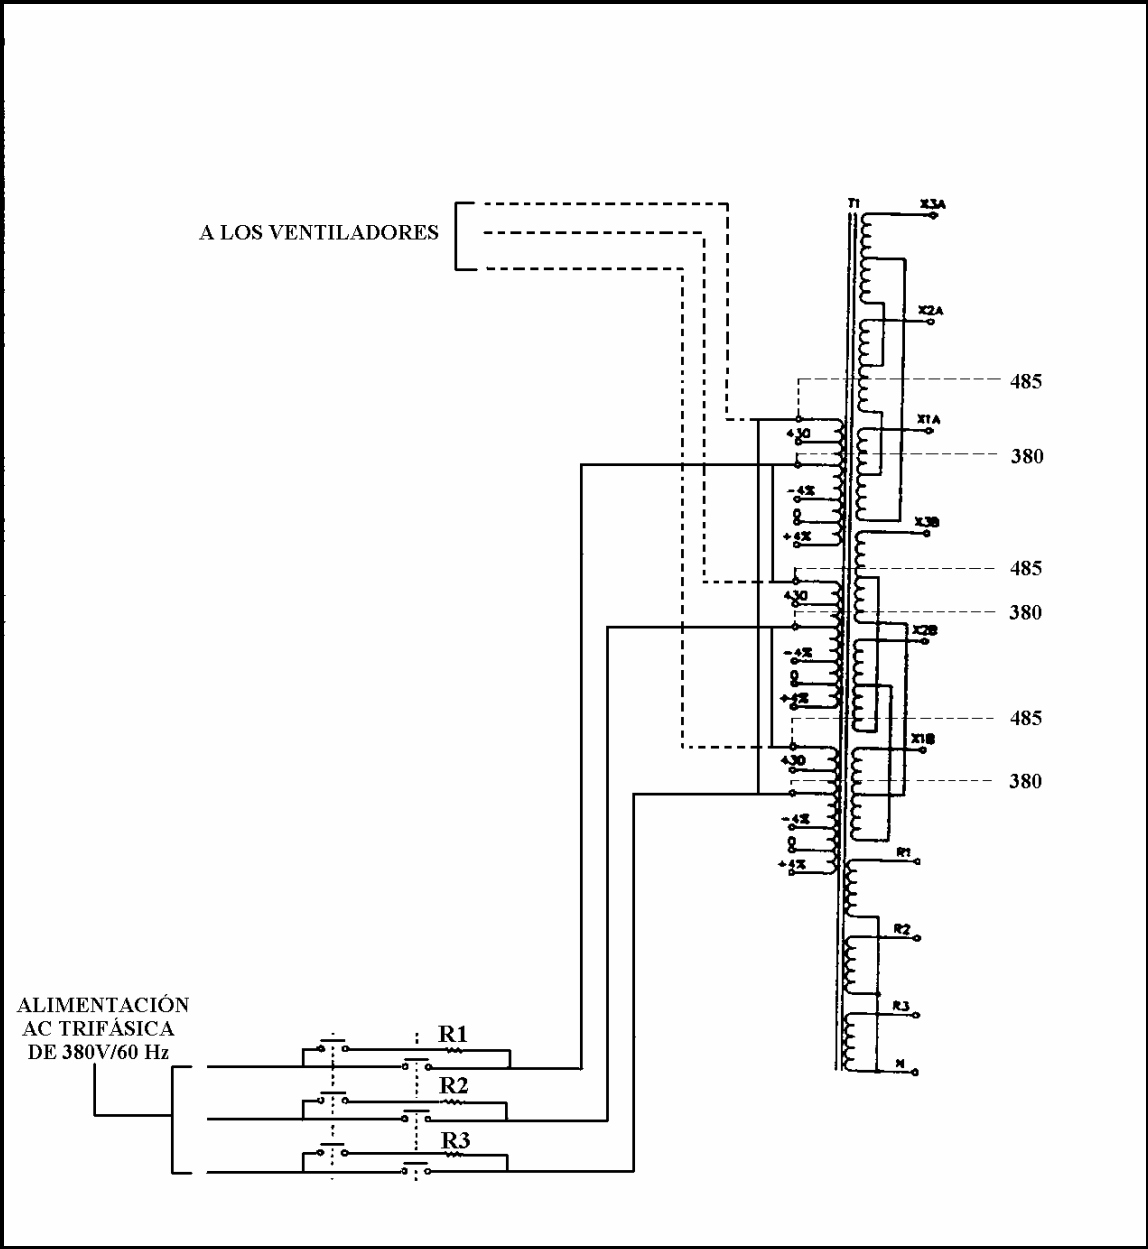 T1
X3A
A LOS VENTILADORES
X2A
485
X1A
430
380
-4%
0
X3B
+4%
485
430
380
X2B
-4%
0
+4%
485
X1B
430
380
-4%
0
R1
+4%
R2
ALIMENTACIÓN
AC TRIFÁSICA
DE 380V/60 Hz
R3
R1
N
R2
R3